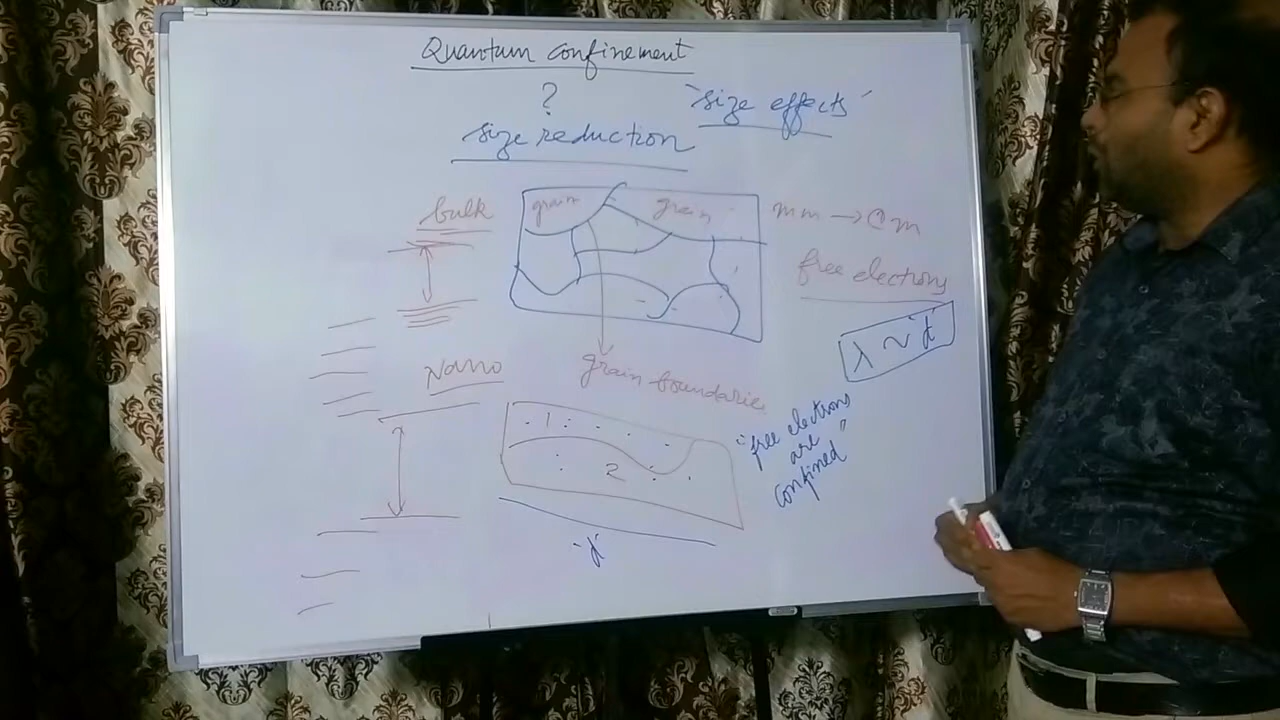 Quantum confinement
?
"size effects"
size reduction
bulk
grain
grain
mm → cm
free electrons
λ ~ 'd'
Nano
grain boundaries
1
2
"free electrons
are
confined"
'd'